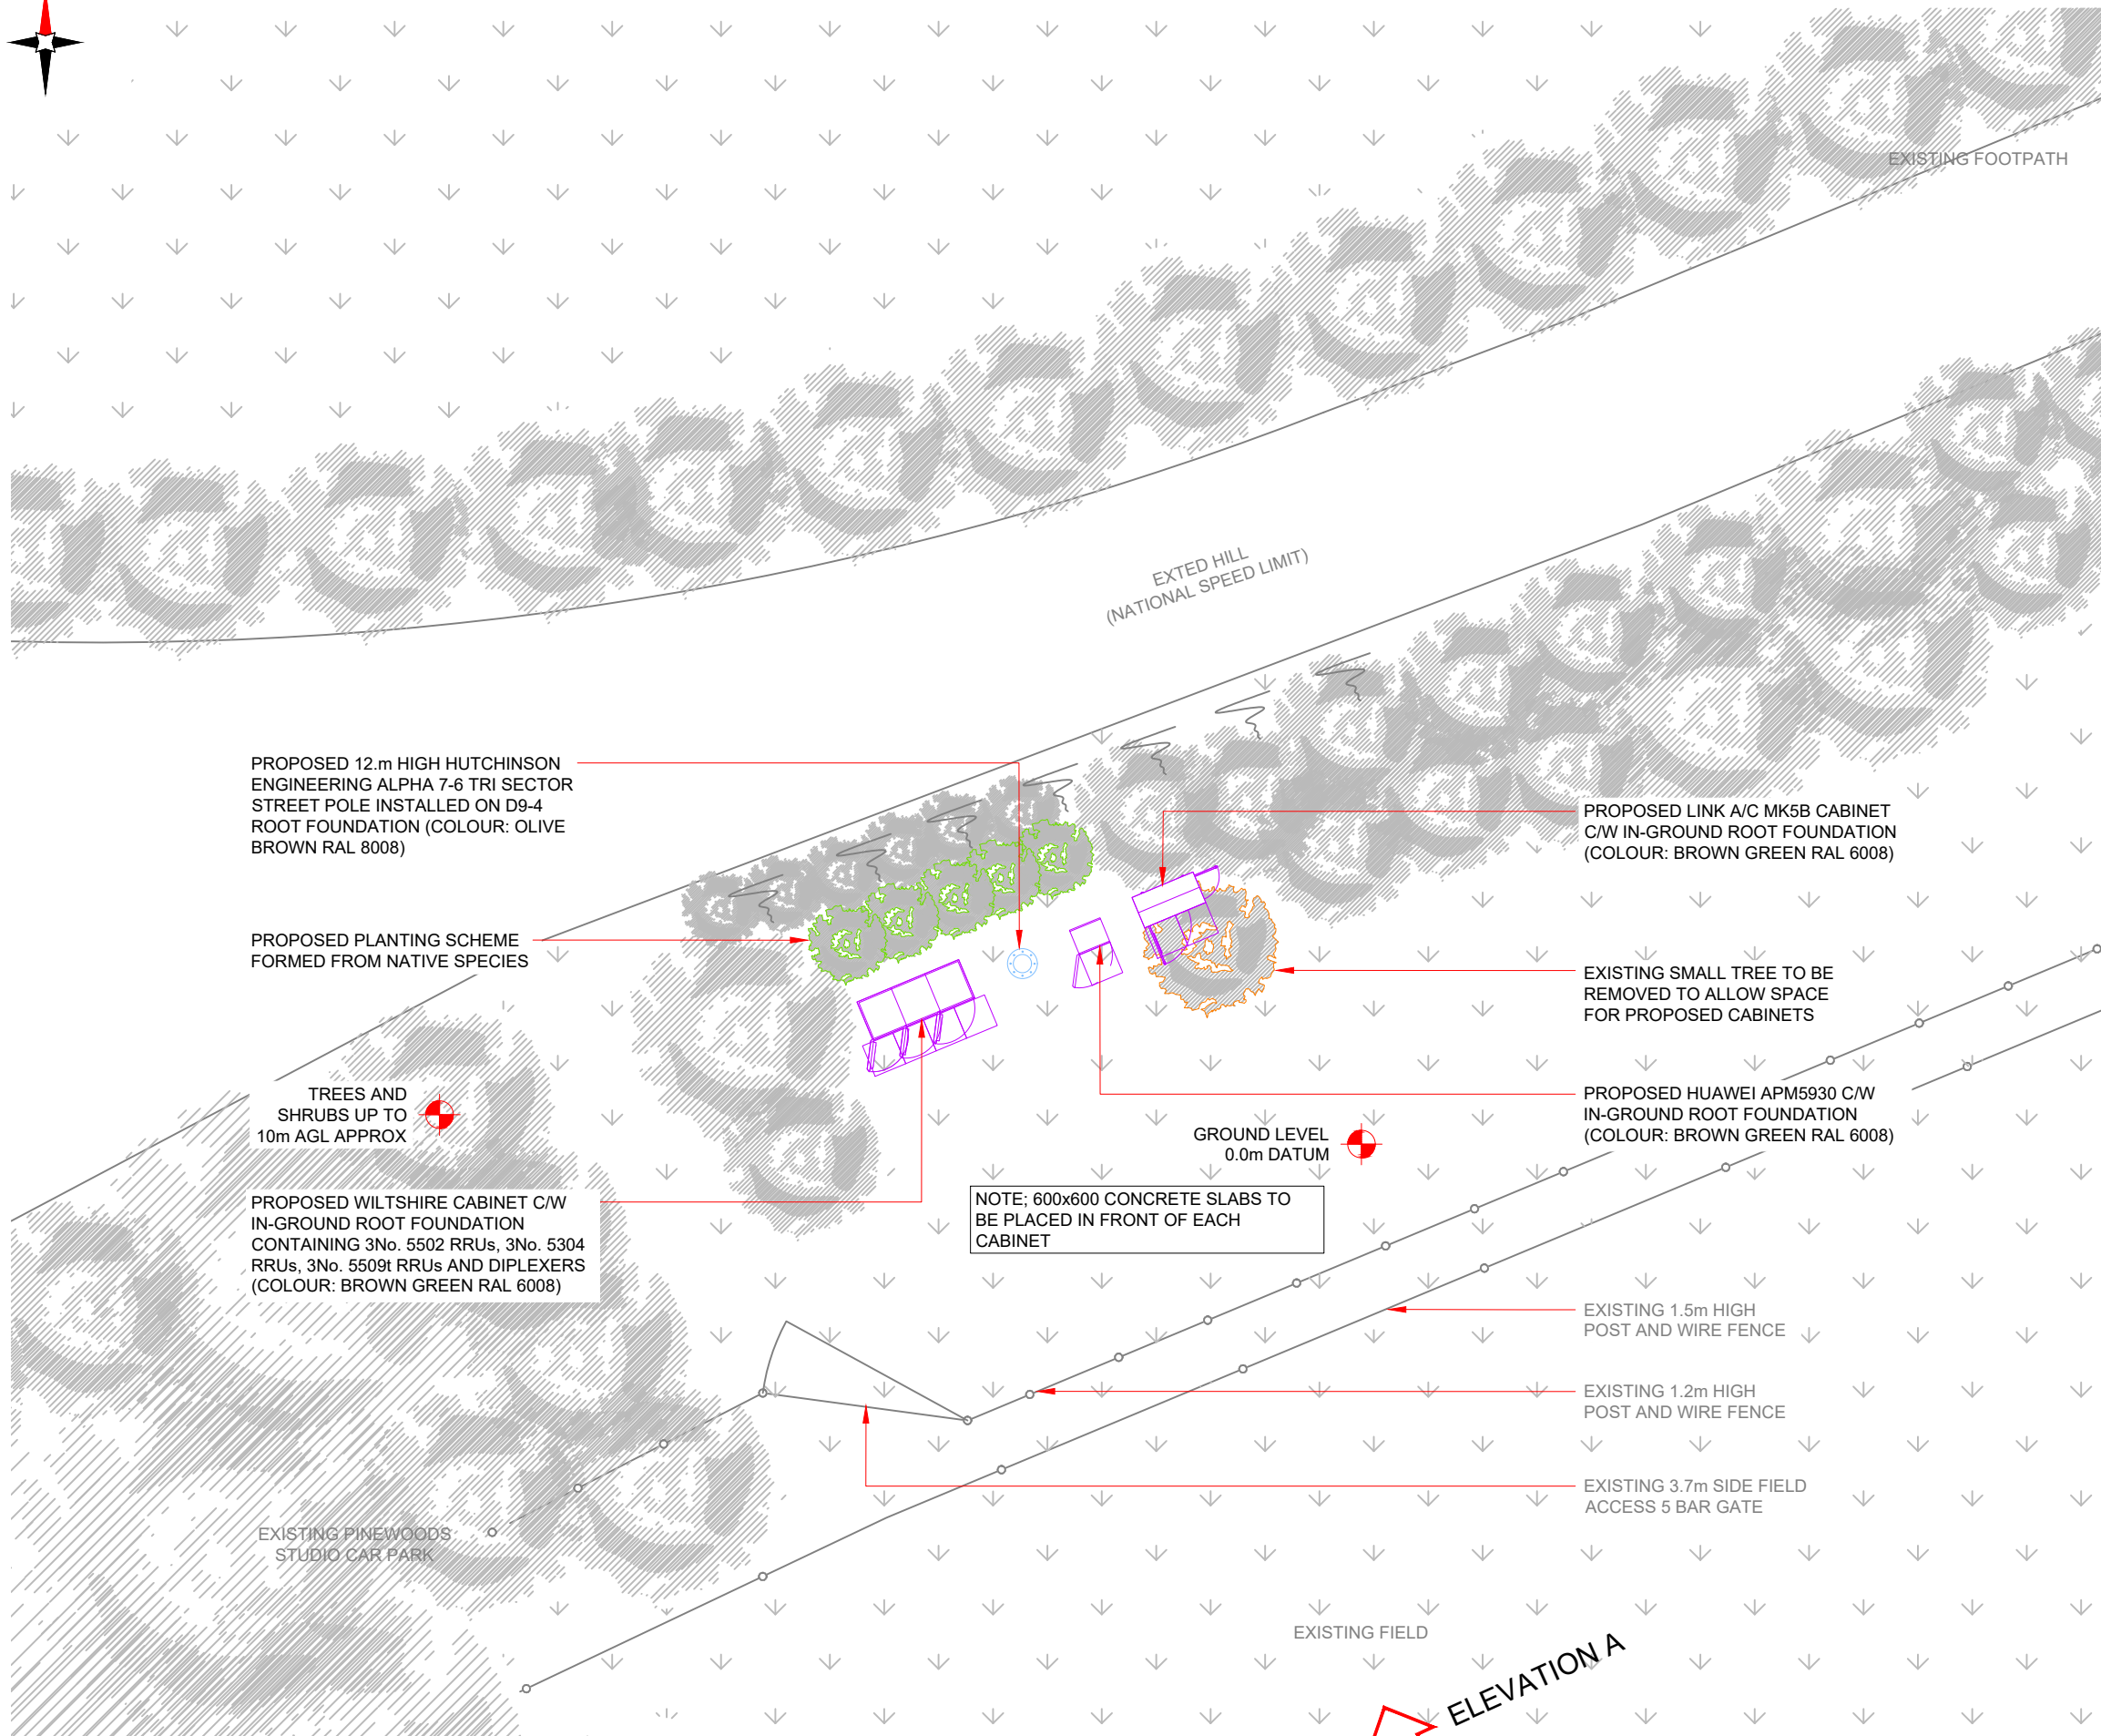 EXISTING FOOTPATH
EXTED HILL
(NATIONAL SPEED LIMIT)
PROPOSED 12.m HIGH HUTCHINSON
ENGINEERING ALPHA 7-6 TRI SECTOR
STREET POLE INSTALLED ON D9-4
ROOT FOUNDATION (COLOUR: OLIVE
BROWN RAL 8008)
PROPOSED LINK A/C MK5B CABINET
C/W IN-GROUND ROOT FOUNDATION
(COLOUR: BROWN GREEN RAL 6008)
PROPOSED PLANTING SCHEME
FORMED FROM NATIVE SPECIES
EXISTING SMALL TREE TO BE
REMOVED TO ALLOW SPACE
FOR PROPOSED CABINETS
TREES AND
SHRUBS UP TO
10m AGL APPROX
PROPOSED HUAWEI APM5930 C/W
IN-GROUND ROOT FOUNDATION
(COLOUR: BROWN GREEN RAL 6008)
GROUND LEVEL
0.0m DATUM
PROPOSED WILTSHIRE CABINET C/W
IN-GROUND ROOT FOUNDATION
CONTAINING 3No. 5502 RRUs, 3No. 5304
RRUs, 3No. 5509t RRUs AND DIPLEXERS
(COLOUR: BROWN GREEN RAL 6008)
NOTE; 600x600 CONCRETE SLABS TO
BE PLACED IN FRONT OF EACH
CABINET
EXISTING 1.5m HIGH
POST AND WIRE FENCE
EXISTING 1.2m HIGH
POST AND WIRE FENCE
EXISTING 3.7m SIDE FIELD
ACCESS 5 BAR GATE
EXISTING PINEWOODS
STUDIO CAR PARK
EXISTING FIELD
ELEVATION A